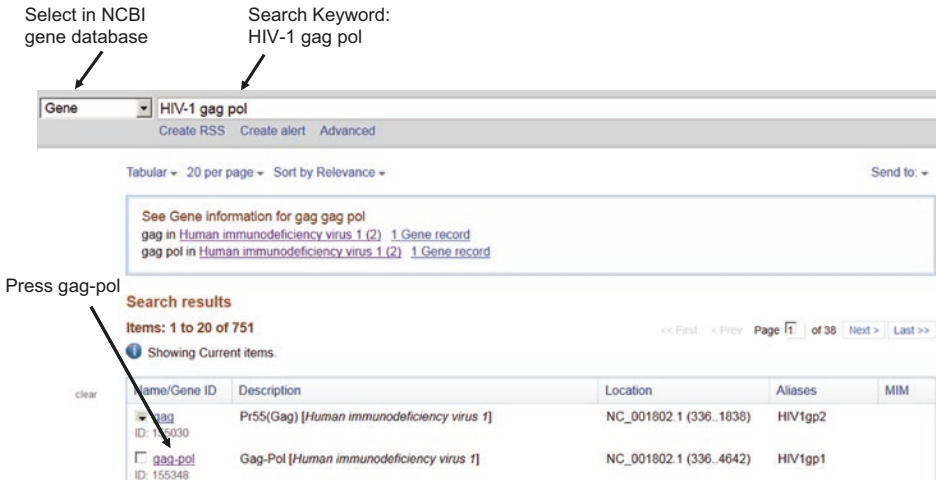 Select in NCBI
gene database
Search Keyword:
HIV-1 gag pol
Gene
HIV-1 gag pol
Create RSS Create alert Advanced
Tabular 20 per page Sort by Relevance Send to:
See Gene information for gag gag pol
gag in Human immunodeficiency virus 1 (2) 1 Gene record
gag pol in Human immunodeficiency virus 1 (2) 1 Gene record
Press gag-pol
Search results
Items: 1 to 20 of 751
<< First < Prev Page 1 of 38 Next > Last >>
Showing Current items.
clear
Name/Gene ID Description Location Aliases MIM
gag Pr55(Gag) [Human immunodeficiency virus 1] NC_001802.1 (336..1838) HIV1gp2
ID: 155030
gag-pol Gag-Pol [Human immunodeficiency virus 1] NC_001802.1 (336..4642) HIV1gp1
ID: 155348